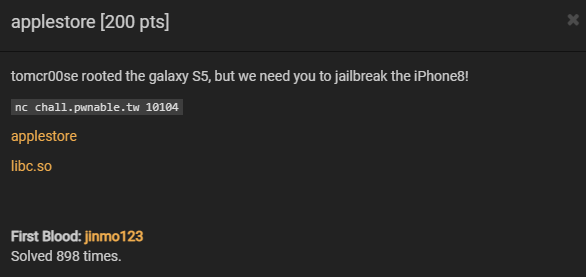 applestore [200 pts]
tomcr00se rooted the galaxy S5, but we need you to jailbreak the iPhone8!
nc chall.pwnable.tw 10104
applestore
libc.so
First Blood: jinmo123
Solved 898 times.